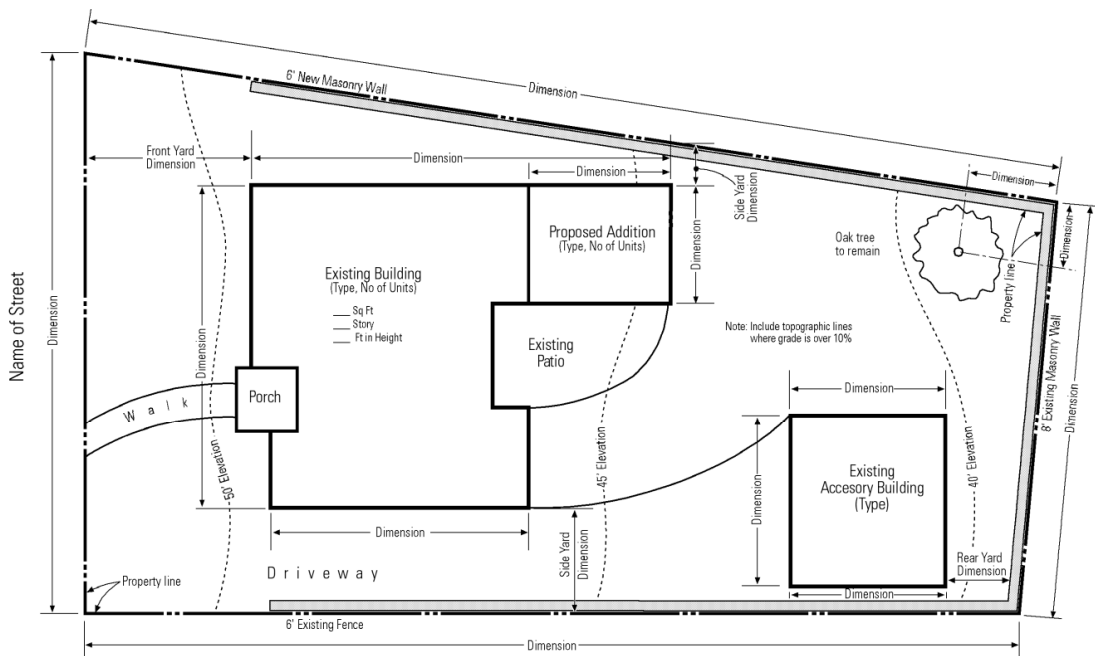 Dimension
6' New Masonry Wall
Front Yard
Dimension
Dimension
Dimension
Side Yard
Dimension
Dimension
Dimension
Name of Street
Dimension
Dimension
Existing Building
(Type, No of Units)
___ Sq Ft
___ Story
___ Ft in Height
Proposed Addition
(Type, No of Units)
Dimension
Oak tree
to remain
Property line
8' Existing Masonry Wall
Dimension
Existing
Patio
Note: Include topographic lines
where grade is over 10%
Porch
Walk
50' Elevation
45' Elevation
40' Elevation
Dimension
Dimension
Existing
Accesory Building
(Type)
Dimension
Side Yard
Dimension
Rear Yard
Dimension
Dimension
Driveway
Property line
6' Existing Fence
Dimension